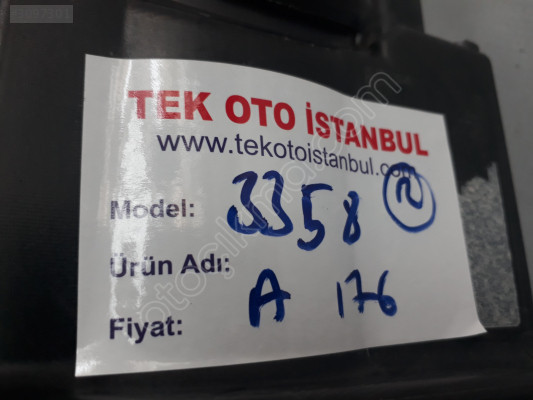 TEK OTO İSTANBUL
www.tekotoistanbul.com
Model: 3358
Ürün Adı:
Fiyat: A 176